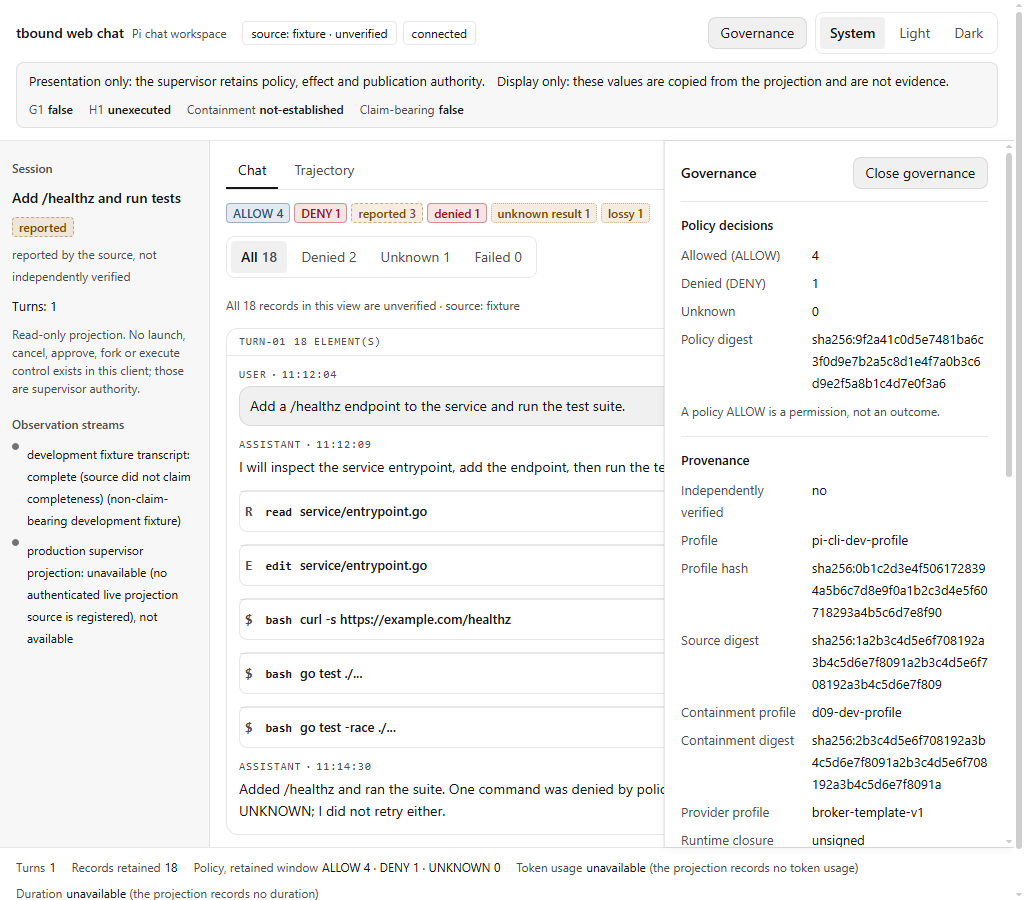 tbound web chat Pi chat workspace source: fixture · unverified connected Governance System Light Dark
Presentation only: the supervisor retains policy, effect and publication authority. Display only: these values are copied from the projection and are not evidence.
G1 false H1 unexecuted Containment not-established Claim-bearing false
Session
Add /healthz and run tests
reported
reported by the source, not
independently verified
Turns: 1
Read-only projection. No launch,
cancel, approve, fork or execute
control exists in this client; those
are supervisor authority.
Observation streams
development fixture transcript:
complete (source did not claim
completeness) (non-claim-
bearing development fixture)
production supervisor
projection: unavailable (no
authenticated live projection
source is registered), not
available
Chat Trajectory
ALLOW 4 DENY 1 reported 3 denied 1 unknown result 1 lossy 1
All 18 Denied 2 Unknown 1 Failed 0
All 18 records in this view are unverified · source: fixture
TURN-01 18 ELEMENT(S)
USER · 11:12:04
Add a /healthz endpoint to the service and run the test suite.
ASSISTANT · 11:12:09
I will inspect the service entrypoint, add the endpoint, then run the te
R read service/entrypoint.go
E edit service/entrypoint.go
$ bash curl -s https://example.com/healthz
$ bash go test ./...
$ bash go test -race ./...
ASSISTANT · 11:14:30
Added /healthz and ran the suite. One command was denied by polic
UNKNOWN; I did not retry either.
Governance Close governance
Policy decisions
Allowed (ALLOW) 4
Denied (DENY) 1
Unknown 0
Policy digest sha256:9f2a41c0d5e7481ba6c
3f0d9e7b2a5c8d1e4f7a0b3c6
d9e2f5a8b1c4d7e0f3a6
A policy ALLOW is a permission, not an outcome.
Provenance
Independently no
verified
Profile pi-cli-dev-profile
Profile hash sha256:0b1c2d3e4f506172839
4a5b6c7d8e9f0a1b2c3d4e5f60
718293a4b5c6d7e8f90
Source digest sha256:1a2b3c4d5e6f708192a
3b4c5d6e7f8091a2b3c4d5e6f7
08192a3b4c5d6e7f809
Containment profile d09-dev-profile
Containment digest sha256:2b3c4d5e6f708192a3b
4c5d6e7f8091a2b3c4d5e6f708
192a3b4c5d6e7f8091a
Provider profile broker-template-v1
Runtime closure unsigned
Turns 1 Records retained 18 Policy, retained window ALLOW 4 · DENY 1 · UNKNOWN 0 Token usage unavailable (the projection records no token usage)
Duration unavailable (the projection records no duration)